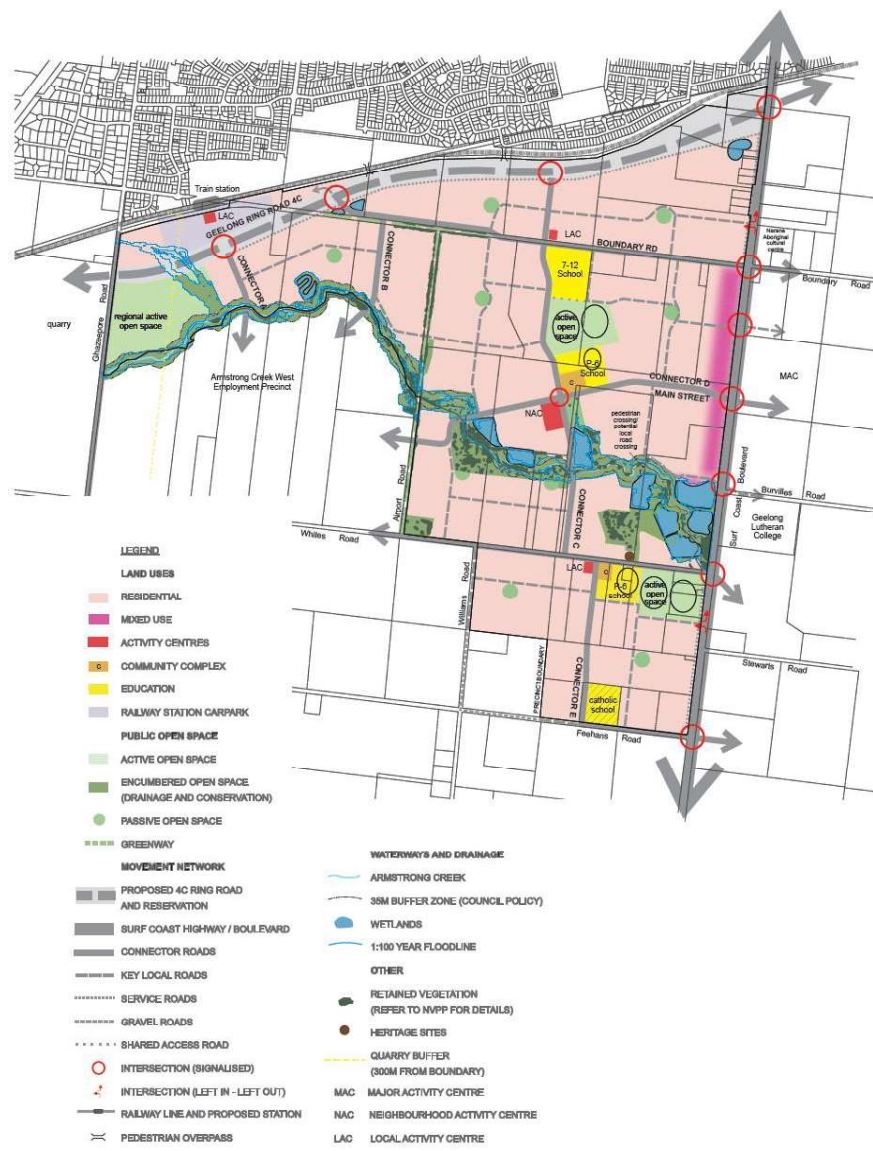 Train station
LAC
GEELONG RING ROAD 4C
Narana
Aboriginal
cultural
centre
LAC
BOUNDARY RD
Boundary Road
CONNECTOR A
CONNECTOR B
7-12
School
regional active
open space
Ghazeepore Road
quarry
active
open
space
P-6
School
MAC
Armstrong Creek West
Employment Precinct
C
CONNECTOR D
MAIN STREET
NAC
pedestrian
crossing/
potential
local
road
crossing
Airport Road
CONNECTOR C
Surf Coast Boulevard
Burvilles Road
Geelong
Lutheran
College
Whites Road
LAC
C
P-6
school
active
open
space
Williams Road
Stewarts Road
PRECINCT BOUNDARY
CONNECTOR E
catholic
school
Feehans Road
LEGEND
LAND USES
RESIDENTIAL
MIXED USE
ACTIVITY CENTRES
C COMMUNITY COMPLEX
EDUCATION
RAILWAY STATION CARPARK
PUBLIC OPEN SPACE
ACTIVE OPEN SPACE
ENCUMBERED OPEN SPACE
(DRAINAGE AND CONSERVATION)
PASSIVE OPEN SPACE
GREENWAY
MOVEMENT NETWORK
PROPOSED 4C RING ROAD
AND RESERVATION
SURF COAST HIGHWAY / BOULEVARD
CONNECTOR ROADS
KEY LOCAL ROADS
SERVICE ROADS
GRAVEL ROADS
SHARED ACCESS ROAD
INTERSECTION (SIGNALISED)
INTERSECTION (LEFT IN - LEFT OUT)
RAILWAY LINE AND PROPOSED STATION
PEDESTRIAN OVERPASS
WATERWAYS AND DRAINAGE
ARMSTRONG CREEK
35M BUFFER ZONE (COUNCIL POLICY)
WETLANDS
1:100 YEAR FLOODLINE
OTHER
RETAINED VEGETATION
(REFER TO NVPP FOR DETAILS)
HERITAGE SITES
QUARRY BUFFER
(300M FROM BOUNDARY)
MAC MAJOR ACTIVITY CENTRE
NAC NEIGHBOURHOOD ACTIVITY CENTRE
LAC LOCAL ACTIVITY CENTRE